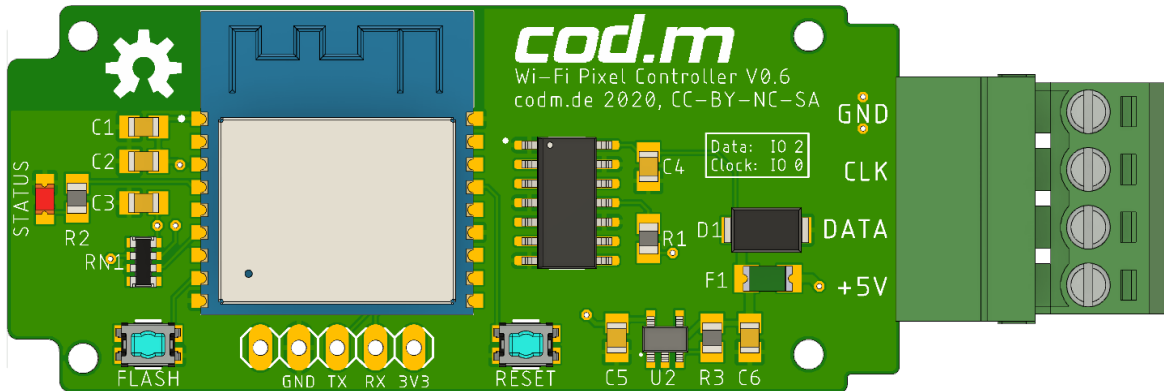 cod.m
Wi-Fi Pixel Controller V0.6
codm.de 2020, CC-BY-NC-SA
C1
C2
C3
STATUS
R2
RN1
FLASH
GND TX RX 3V3
RESET
Data: IO 2
Clock: IO 0
C4
R1
D1
F1
GND
CLK
DATA
+5V
C5 U2 R3 C6